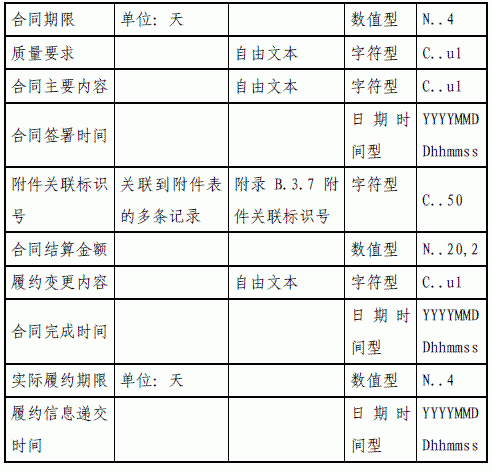 合同期限 单位：天 数值型 N..4
质量要求 自由文本 字符型 C..ul
合同主要内容 自由文本 字符型 C..ul
合同签署时间 日期时间型 YYYYMMDDhhmmss
附件关联标识号 关联到附件表的多条记录 附录 B.3.7 附件关联标识号 字符型 C..50
合同结算金额 数值型 N..20,2
履约变更内容 自由文本 字符型 C..ul
合同完成时间 日期时间型 YYYYMMDDhhmmss
实际履约期限 单位：天 数值型 N..4
履约信息递交时间 日期时间型 YYYYMMDDhhmmss